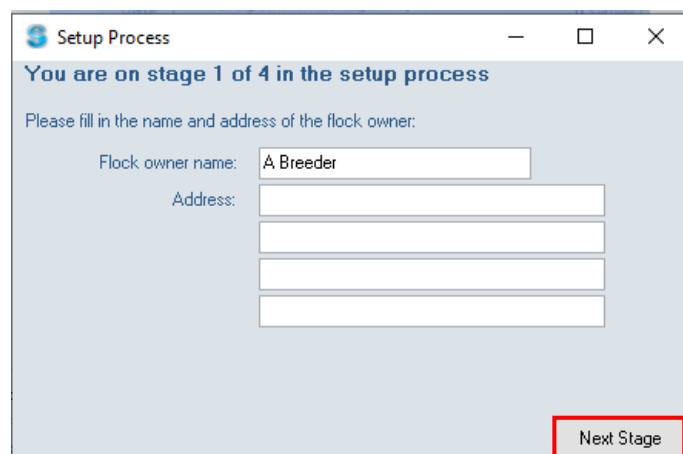 Setup Process
You are on stage 1 of 4 in the setup process
Please fill in the name and address of the flock owner:
Flock owner name: A Breeder
Address:
Next Stage